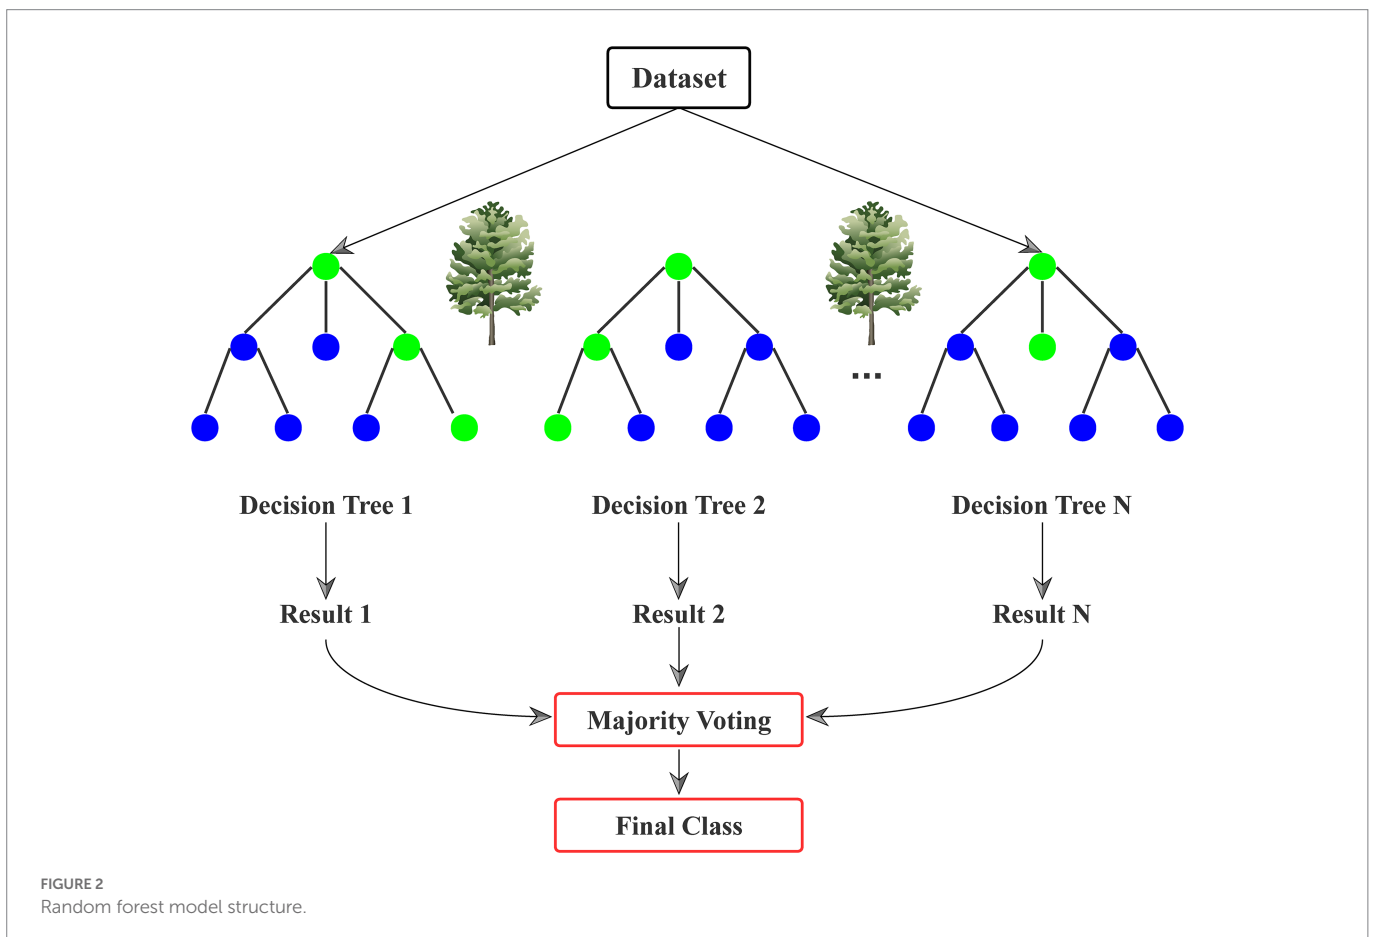 Dataset
...
Decision Tree 1
Decision Tree 2
Decision Tree N
Result 1
Result 2
Result N
Majority Voting
Final Class
FIGURE 2
Random forest model structure.